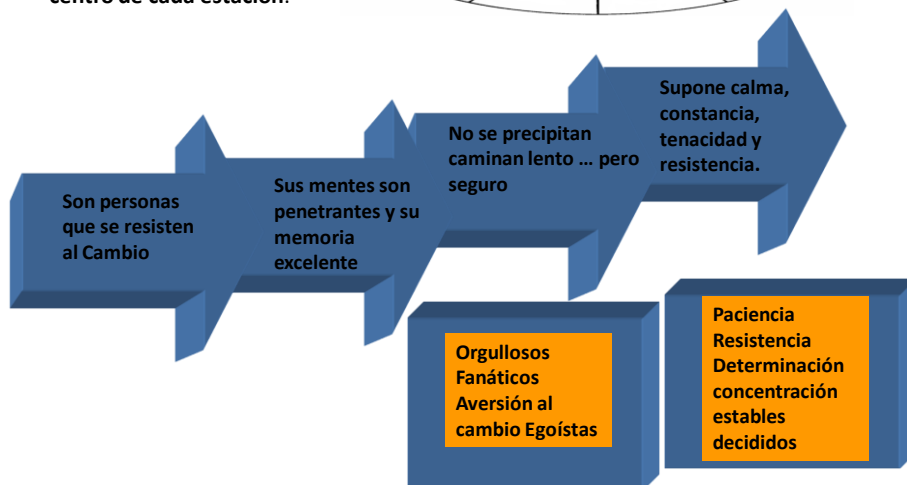 centro de cada estación.
Son personas
que se resisten
al Cambio
Sus mentes son
penetrantes y su
memoria
excelente
No se precipitan
caminan lento ... pero
seguro
Supone calma,
constancia,
tenacidad y
resistencia.
Orgullosos
Fanáticos
Aversión al
cambio Egoístas
Paciencia
Resistencia
Determinación
concentración
estables
decididos